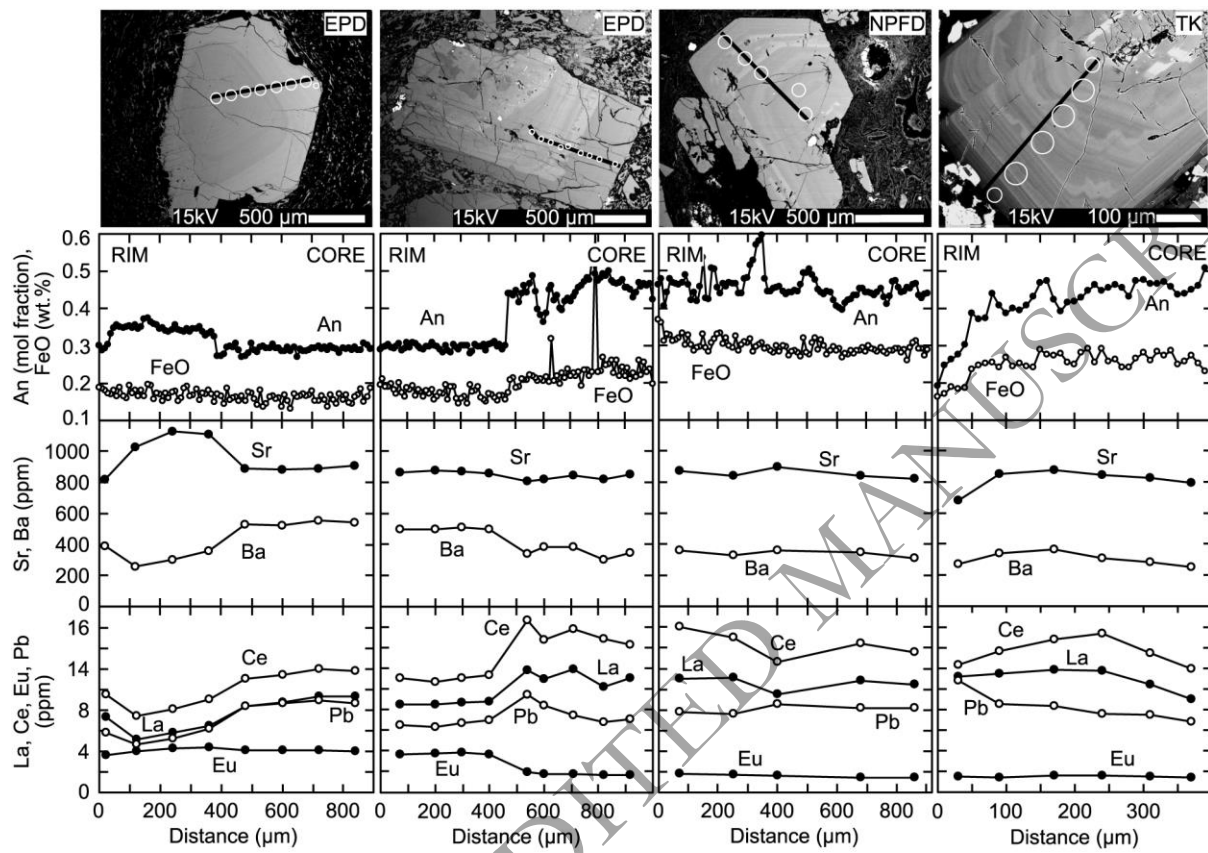 EPD
EPD
NPFD
TK
15kV 500 µm
15kV 500 µm
15kV 500 µm
15kV 100 µm
An (mol fraction),
FeO (wt.%)
0.6
0.5
0.4
0.3
0.2
0.1
RIM
An
FeO
RIM CORE
An
FeO
RIM CORE
An
FeO
RIM
An
FeO
CORE
Sr, Ba (ppm)
1000
800
600
400
200
0
Sr
Ba
Sr
Ba
Sr
Ba
Sr
Ba
La, Ce, Eu, Pb
(ppm)
16
14
8
4
0
Ce
La
Pb
Eu
Ce
La
Pb
Eu
Ce
La
Pb
Eu
Ce
La
Pb
Eu
0 200 400 600 800
0 200 400 600 800
0 200 400 600 800
0 100 200 300
Distance (µm)
Distance (µm)
Distance (µm)
Distance (µm)
EDITED MANUSCR